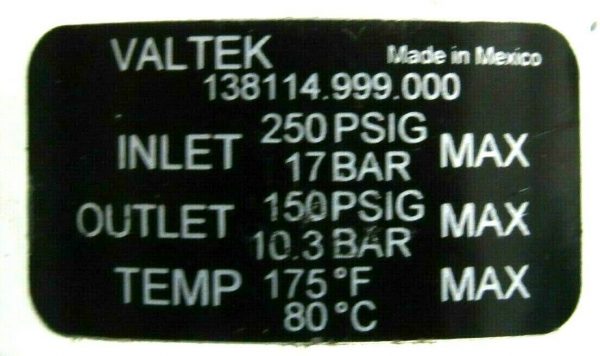 VALTEK Made in Mexico
138114.999.000
INLET 250 PSIG MAX
17 BAR
OUTLET 150 PSIG MAX
10.3 BAR
TEMP 175 °F MAX
80 °C